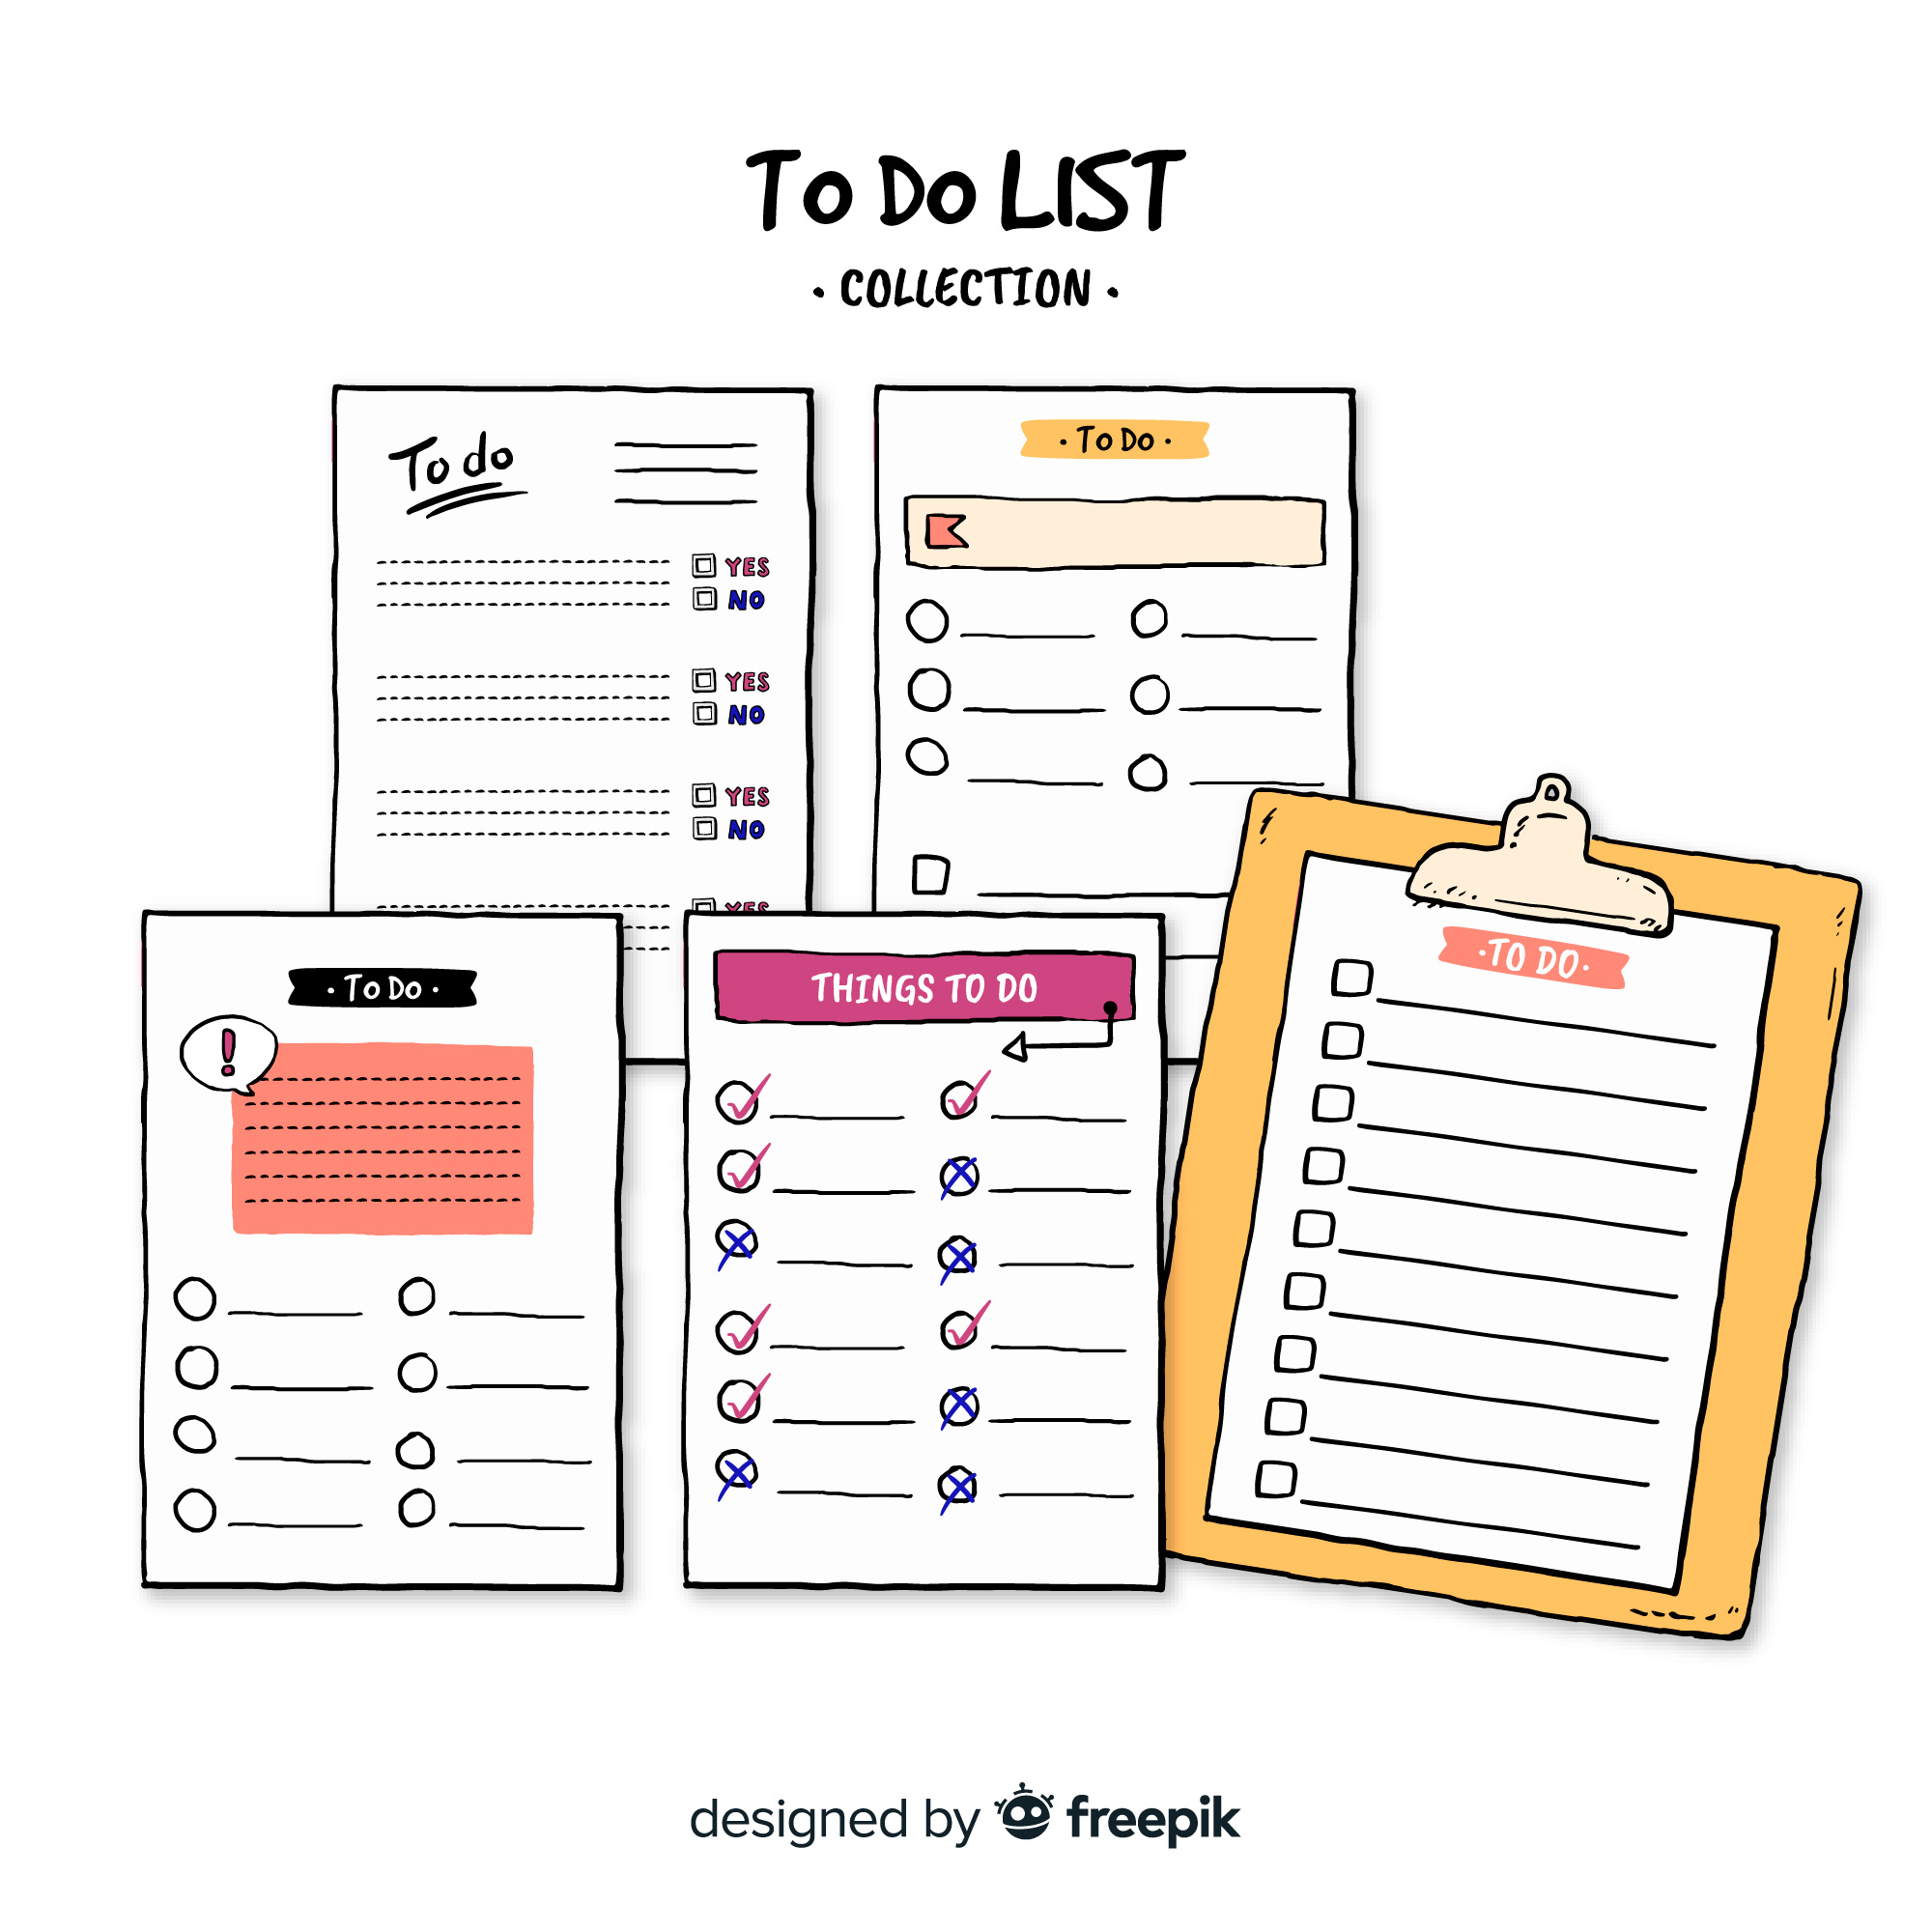 To Do LIST
• COLLECTION •
To do
YES
NO
YES
NO
YES
NO
YES
• To Do •
• To Do •
!
THINGS TO DO
•TO DO•
designed by freepik